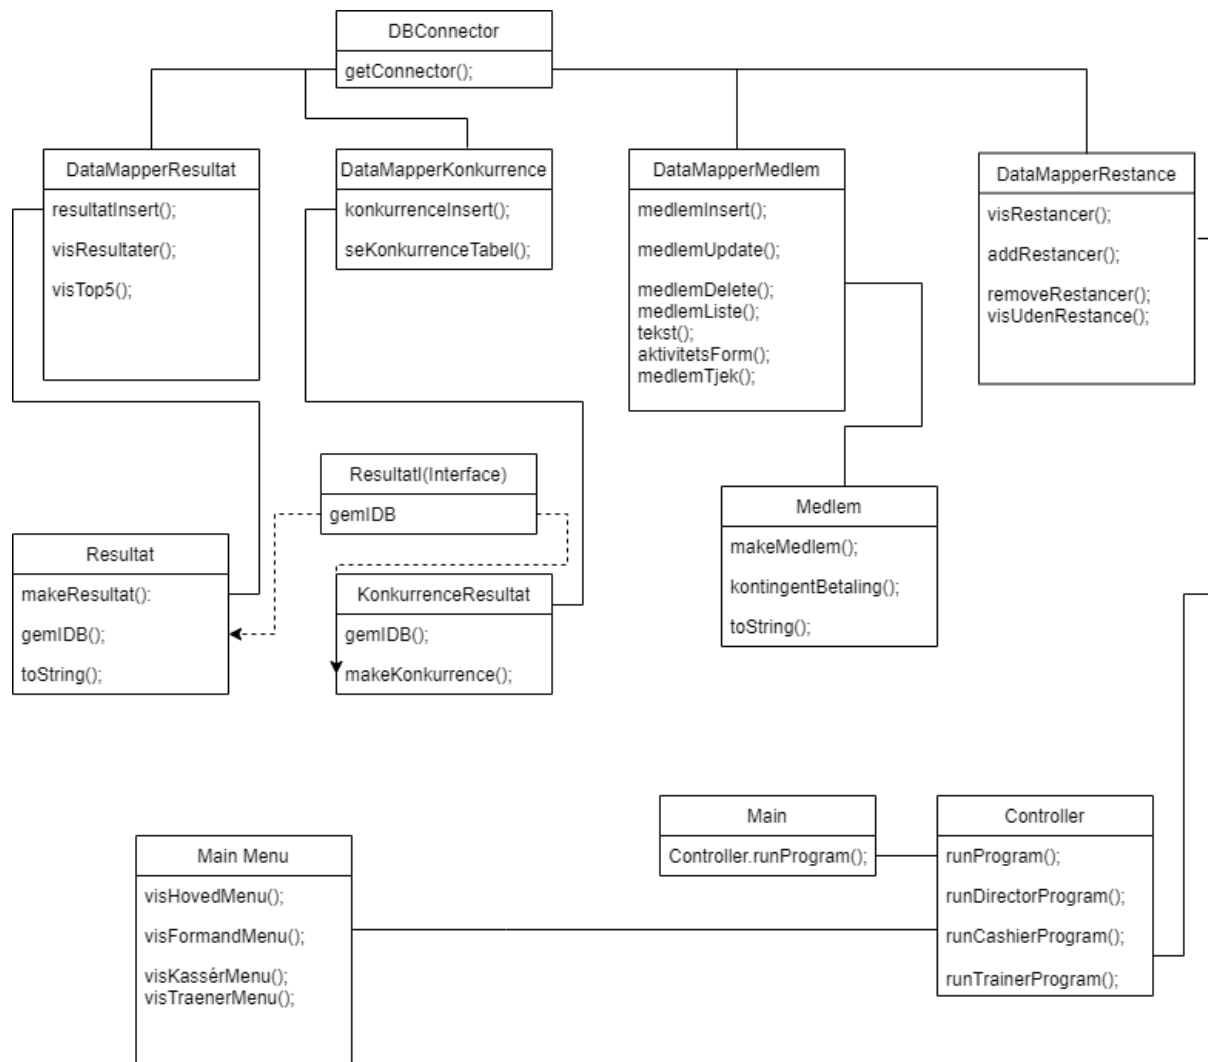 DBConnector
getConnector();
DataMapperResultat
resultatInsert();
visResultater();
visTop5();
DataMapperKonkurrence
konkurrenceInsert();
seKonkurrenceTabel();
DataMapperMedlem
medlemInsert();
medlemUpdate();
medlemDelete();
medlemListe();
tekst();
aktivitetsForm();
medlemTjek();
DataMapperRestance
visRestancer();
addRestancer();
removeRestancer();
visUdenRestance();
ResultatI(Interface)
gemIDB
Resultat
makeResultat():
gemIDB();
toString();
KonkurrenceResultat
gemIDB();
makeKonkurrence();
Medlem
makeMedlem();
kontingentBetaling();
toString();
Main
Controller.runProgram();
Controller
runProgram();
runDirectorProgram();
runCashierProgram();
runTrainerProgram();
Main Menu
visHovedMenu();
visFormandMenu();
visKassérMenu();
visTraenerMenu();